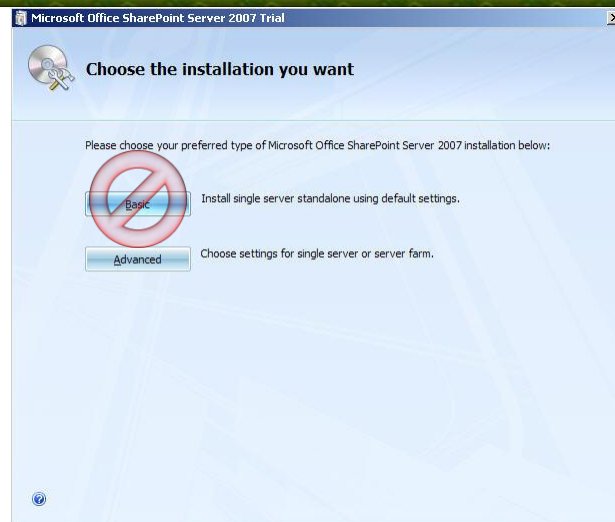 Microsoft Office SharePoint Server 2007 Trial
Choose the installation you want
Please choose your preferred type of Microsoft Office SharePoint Server 2007 installation below:
Basic
Install single server standalone using default settings.
Advanced
Choose settings for single server or server farm.